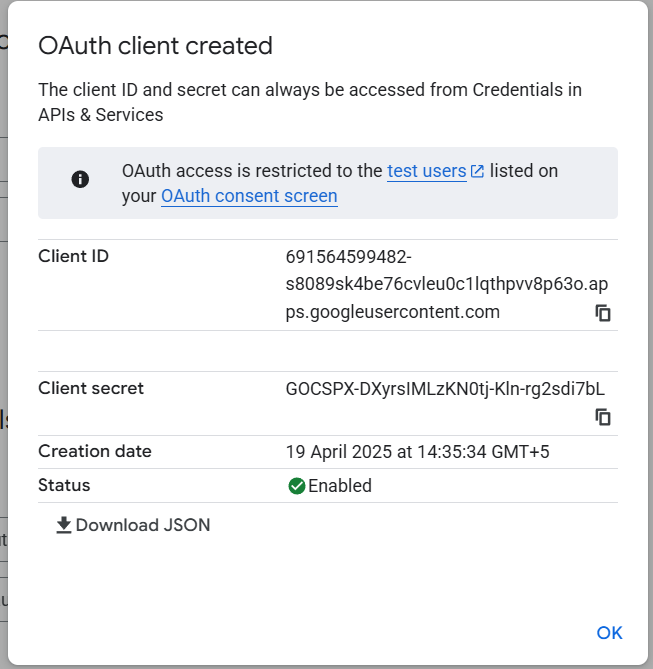 OAuth client created
The client ID and secret can always be accessed from Credentials in
APIs & Services
OAuth access is restricted to the test users listed on
your OAuth consent screen
Client ID
691564599482-
s8089sk4be76cvleu0c1lqthpvv8p63o.ap
ps.googleusercontent.com
Client secret
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
Creation date
19 April 2025 at 14:35:34 GMT+5
Status
Enabled
Download JSON
OK